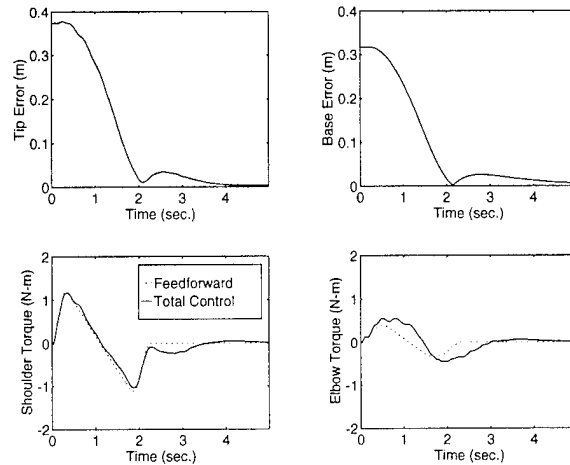 Tip Error (m)
0.4
0.3
0.2
0.1
0
0 1 2 3 4
Time (sec.)
Base Error (m)
0.4
0.3
0.2
0.1
0
0 1 2 3 4
Time (sec.)
Shoulder Torque (N-m)
2
1
0
-1
-2
Feedforward
Total Control
0 1 2 3 4
Time (sec.)
Elbow Torque (N-m)
2
1
0
-1
-2
0 1 2 3 4
Time (sec.)